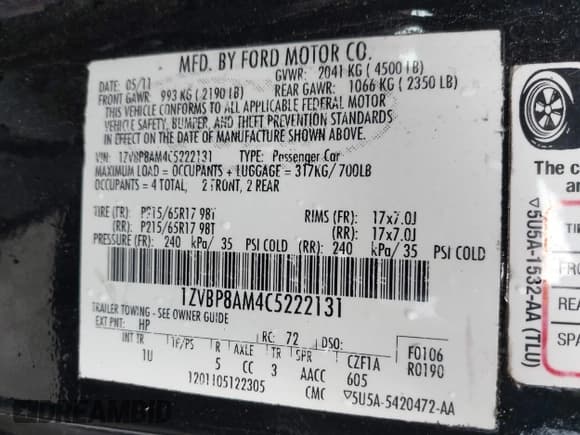 MFD. BY FORD MOTOR CO.
DATE: 05/11 GVWR: 2041 KG (4500 LB)
FRONT GAWR: 993 KG (2190 LB) REAR GAWR: 1066 KG (2350 LB)
THIS VEHICLE CONFORMS TO ALL APPLICABLE FEDERAL MOTOR
VEHICLE SAFETY, BUMPER, AND THEFT PREVENTION STANDARDS
IN EFFECT ON THE DATE OF MANUFACTURE SHOWN ABOVE
VIN: 1ZVBP8AM4C5222131 TYPE: Passenger Car
MAXIMUM LOAD = OCCUPANTS + LUGGAGE = 317KG/700LB
OCCUPANTS = 4 TOTAL, 2 FRONT, 2 REAR
TIRE (FR): P215/65R17 98T RIMS (FR): 17x7.0J
(RR): P215/65R17 98T (RR): 17x7.0J
PRESSURE (FR): 240 kPa/ 35 PSI COLD (RR): 240 kPa/ 35 PSI COLD
1ZVBP8AM4C5222131
TRAILER TOWING - SEE OWNER GUIDE
EXT PNT: HP RC: 72 DSO:
INT TR TP/PS R AXLE TR SPR CZF1A F0106
1U 5 CC 3 AACC 605 R0190
1201105122305 CMC ▽5U5A-5420472-AA
The c
an
TI
FRO
REA
SPA
▽5U5A-1532-AA (TLU)
DREAMBID